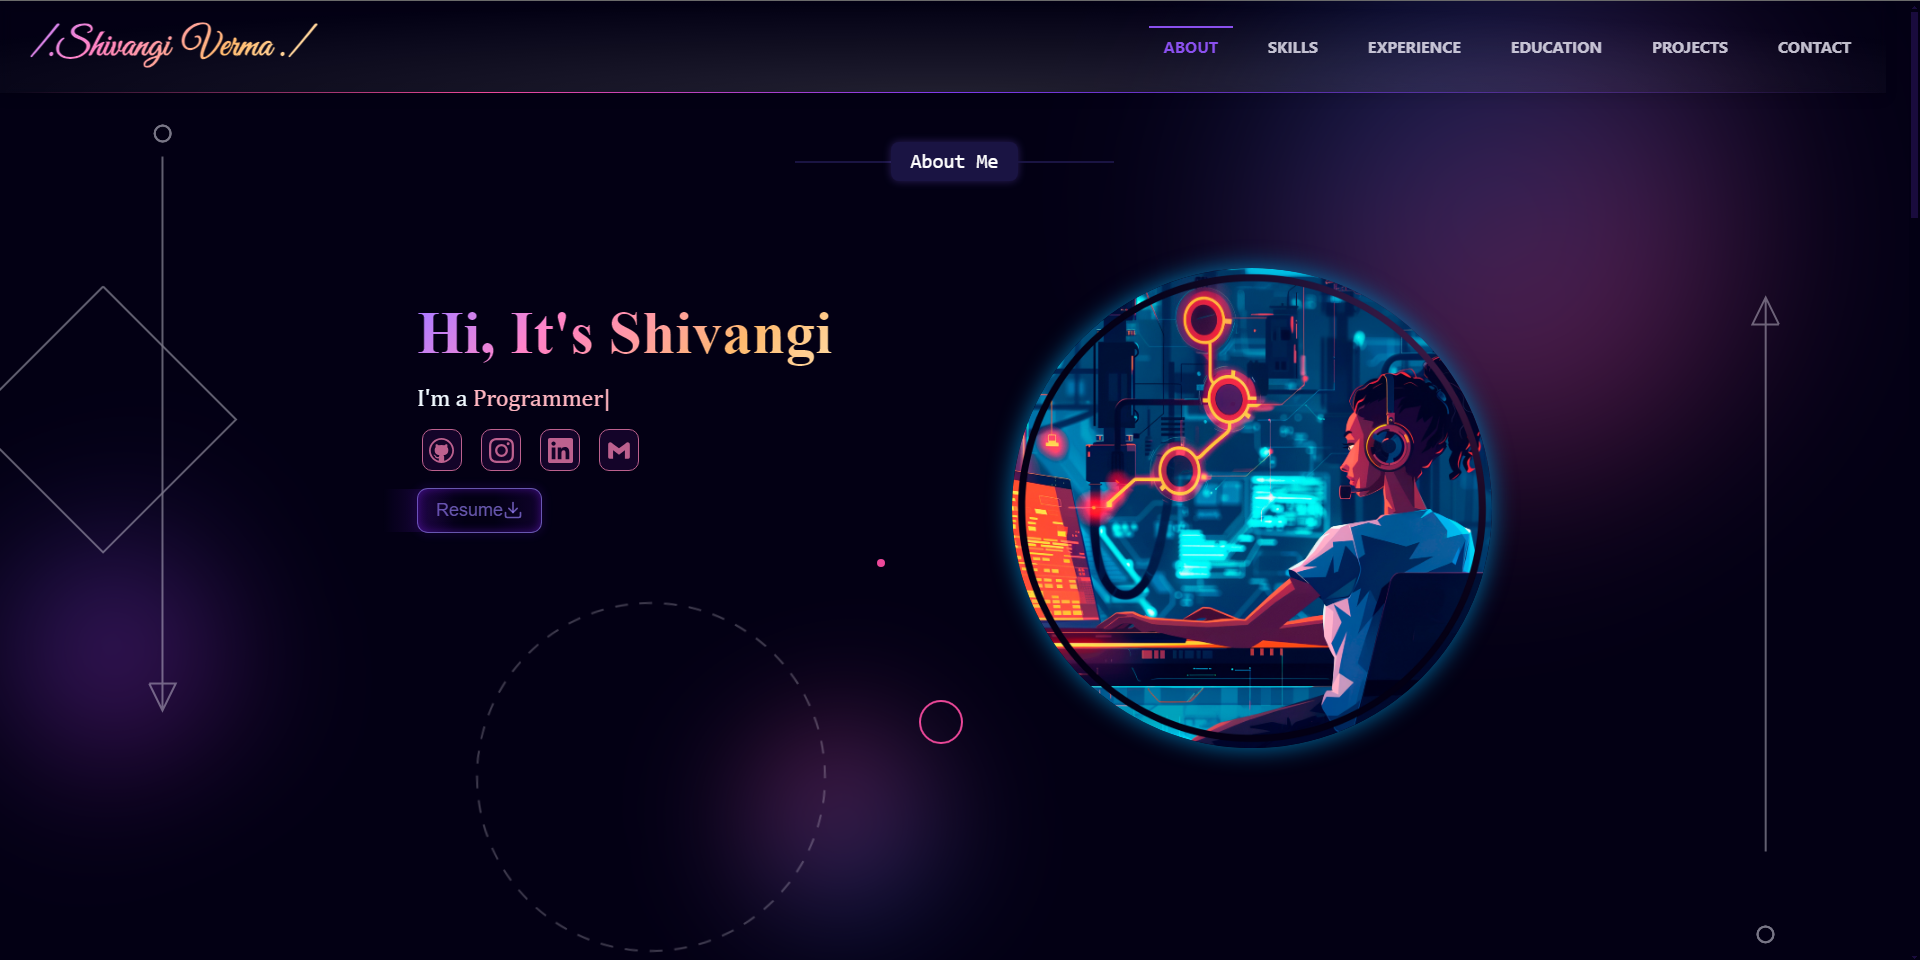 /.Shivangi Verma ./
ABOUT SKILLS EXPERIENCE EDUCATION PROJECTS CONTACT
About Me
Hi, It's Shivangi
I'm a Programmer|
Resume